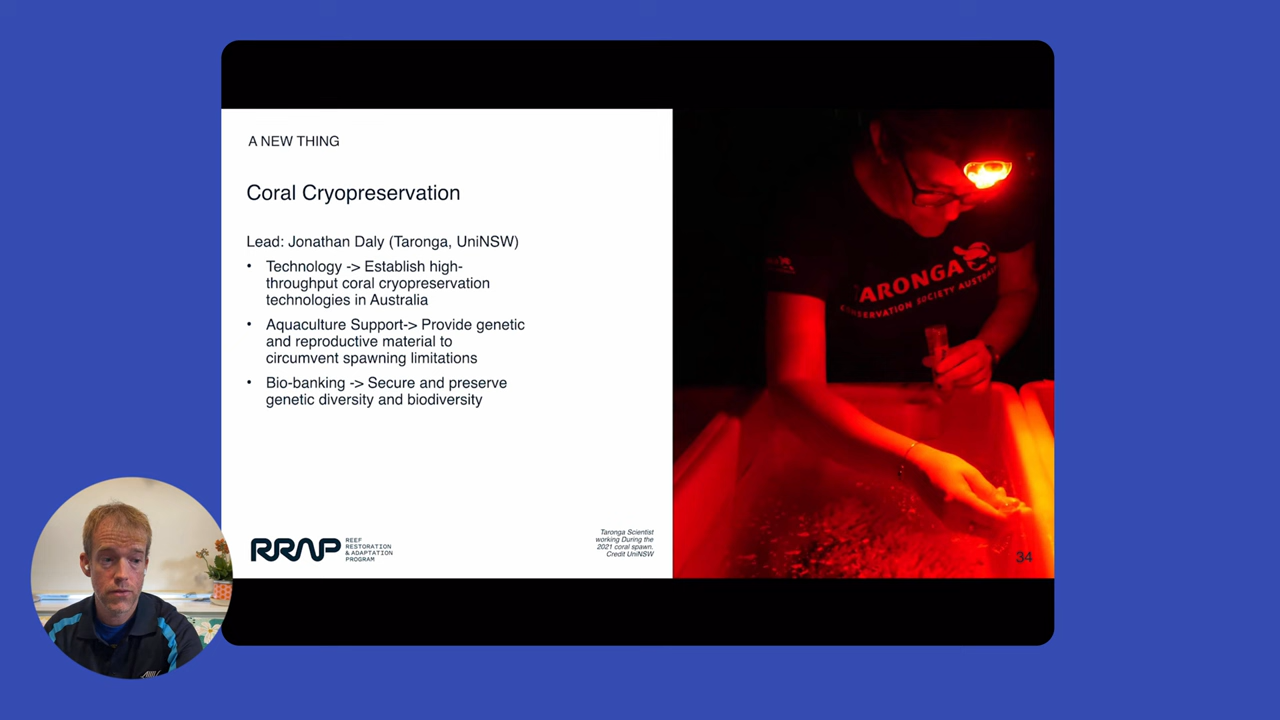 A NEW THING
Coral Cryopreservation
Lead: Jonathan Daly (Taronga, UniNSW)
• Technology -> Establish high-
throughput coral cryopreservation
technologies in Australia
• Aquaculture Support-> Provide genetic
and reproductive material to
circumvent spawning limitations
• Bio-banking -> Secure and preserve
genetic diversity and biodiversity
RRAP
REEF
RESTORATION
& ADAPTATION
PROGRAM
Taronga Scientist
working During the
2021 coral spawn.
Credit UniNSW
TARONGA
CONSERVATION SOCIETY AUSTRALIA
34